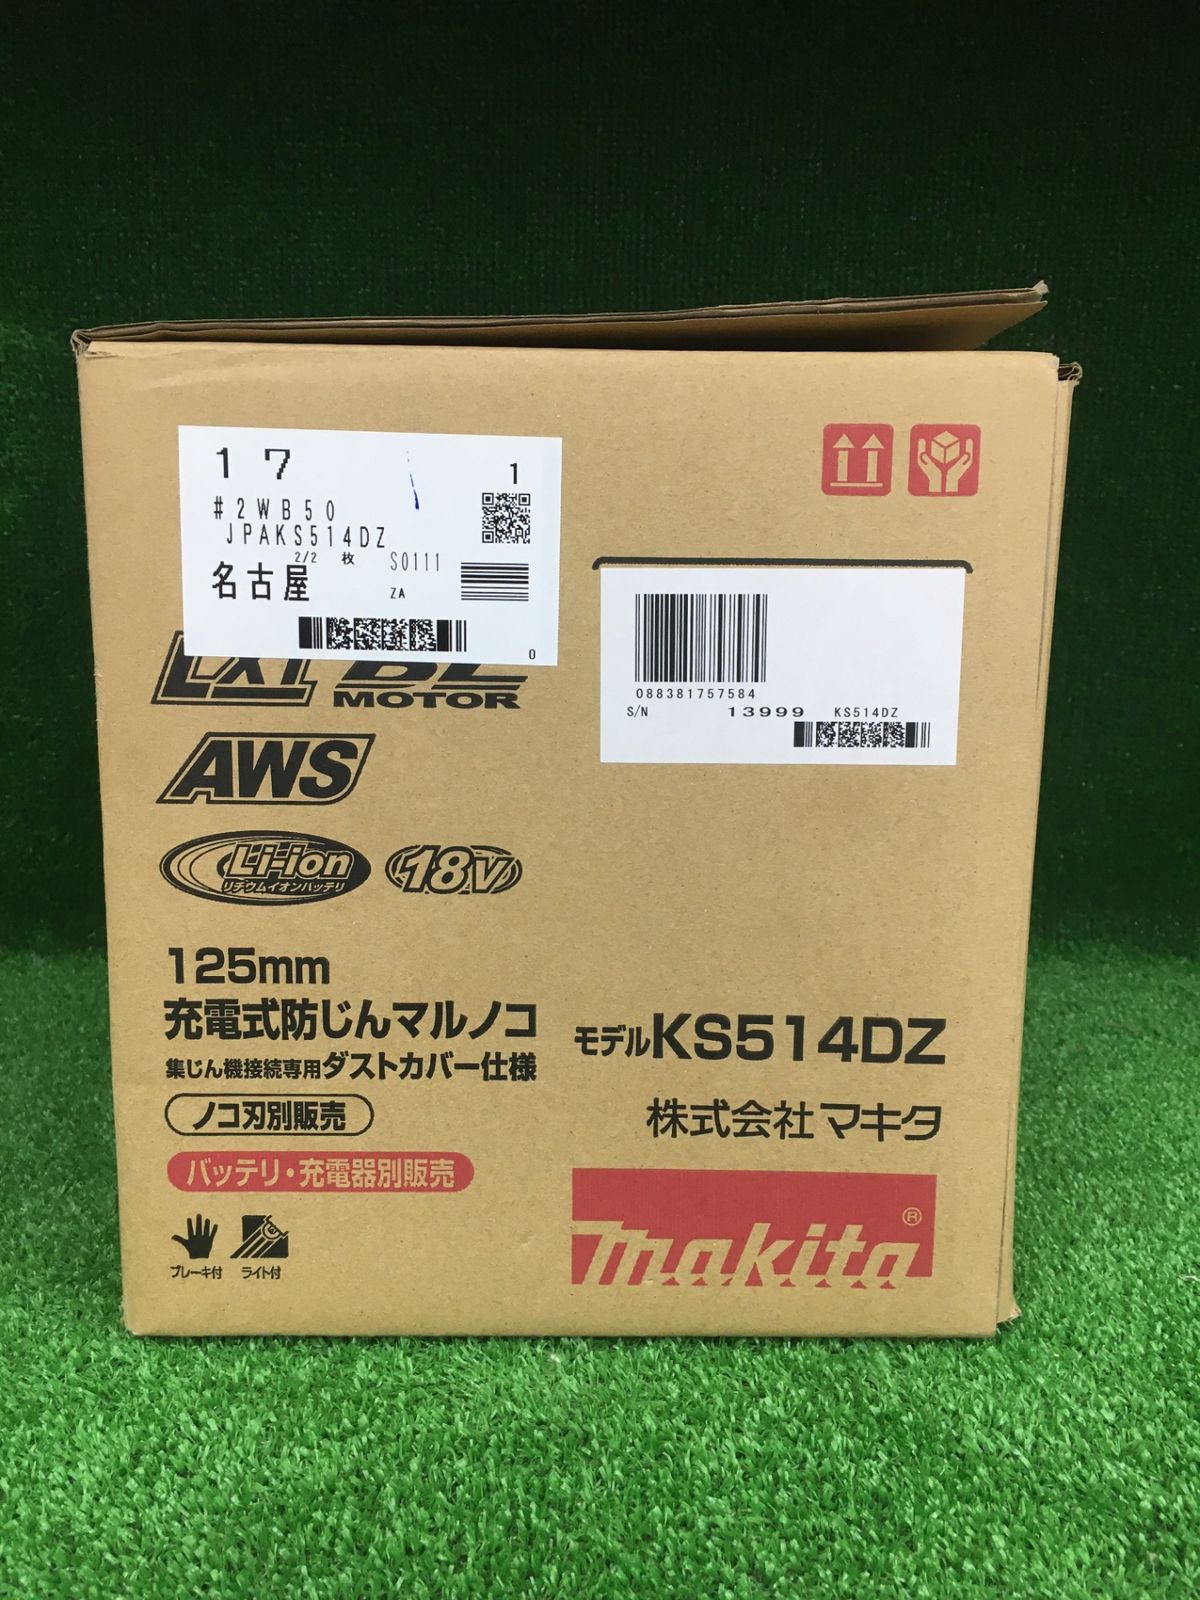 17
1
#2WB50
JPAKS514DZ
2/2 枚 S0111
名古屋 ZA
0
LXT BL
MOTOR
AWS
Li-ion
リチウムイオンバッテリ
18V
088381757584
S/N 13999 KS514DZ
125mm
充電式防じんマルノコ
集じん機接続専用ダストカバー仕様
ノコ刃別販売
バッテリ・充電器別販売
ブレーキ付 ライト付
モデルKS514DZ
株式会社マキタ
makita®